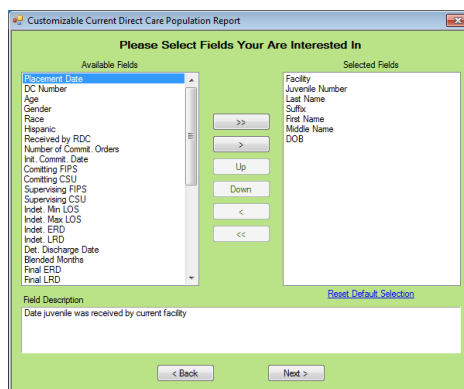 Customizable Current Direct Care Population Report
Please Select Fields Your Are Interested In
Available Fields
Placement Date
DC Number
Age
Gender
Race
Hispanic
Received by RDC
Number of Commit. Orders
Init. Commit. Date
Comitting FIPS
Comitting CSU
Supervising FIPS
Supervising CSU
Indet. Min LOS
Indet. Max LOS
Indet. ERD
Indet. LRD
Det. Discharge Date
Blended Months
Final ERD
Final LRD
>>
>
Up
Down
<
<<
Selected Fields
Facility
Juvenile Number
Last Name
Suffix
First Name
Middle Name
DOB
Reset Default Selection
Field Description
Date juvenile was received by current facility
< Back
Next >